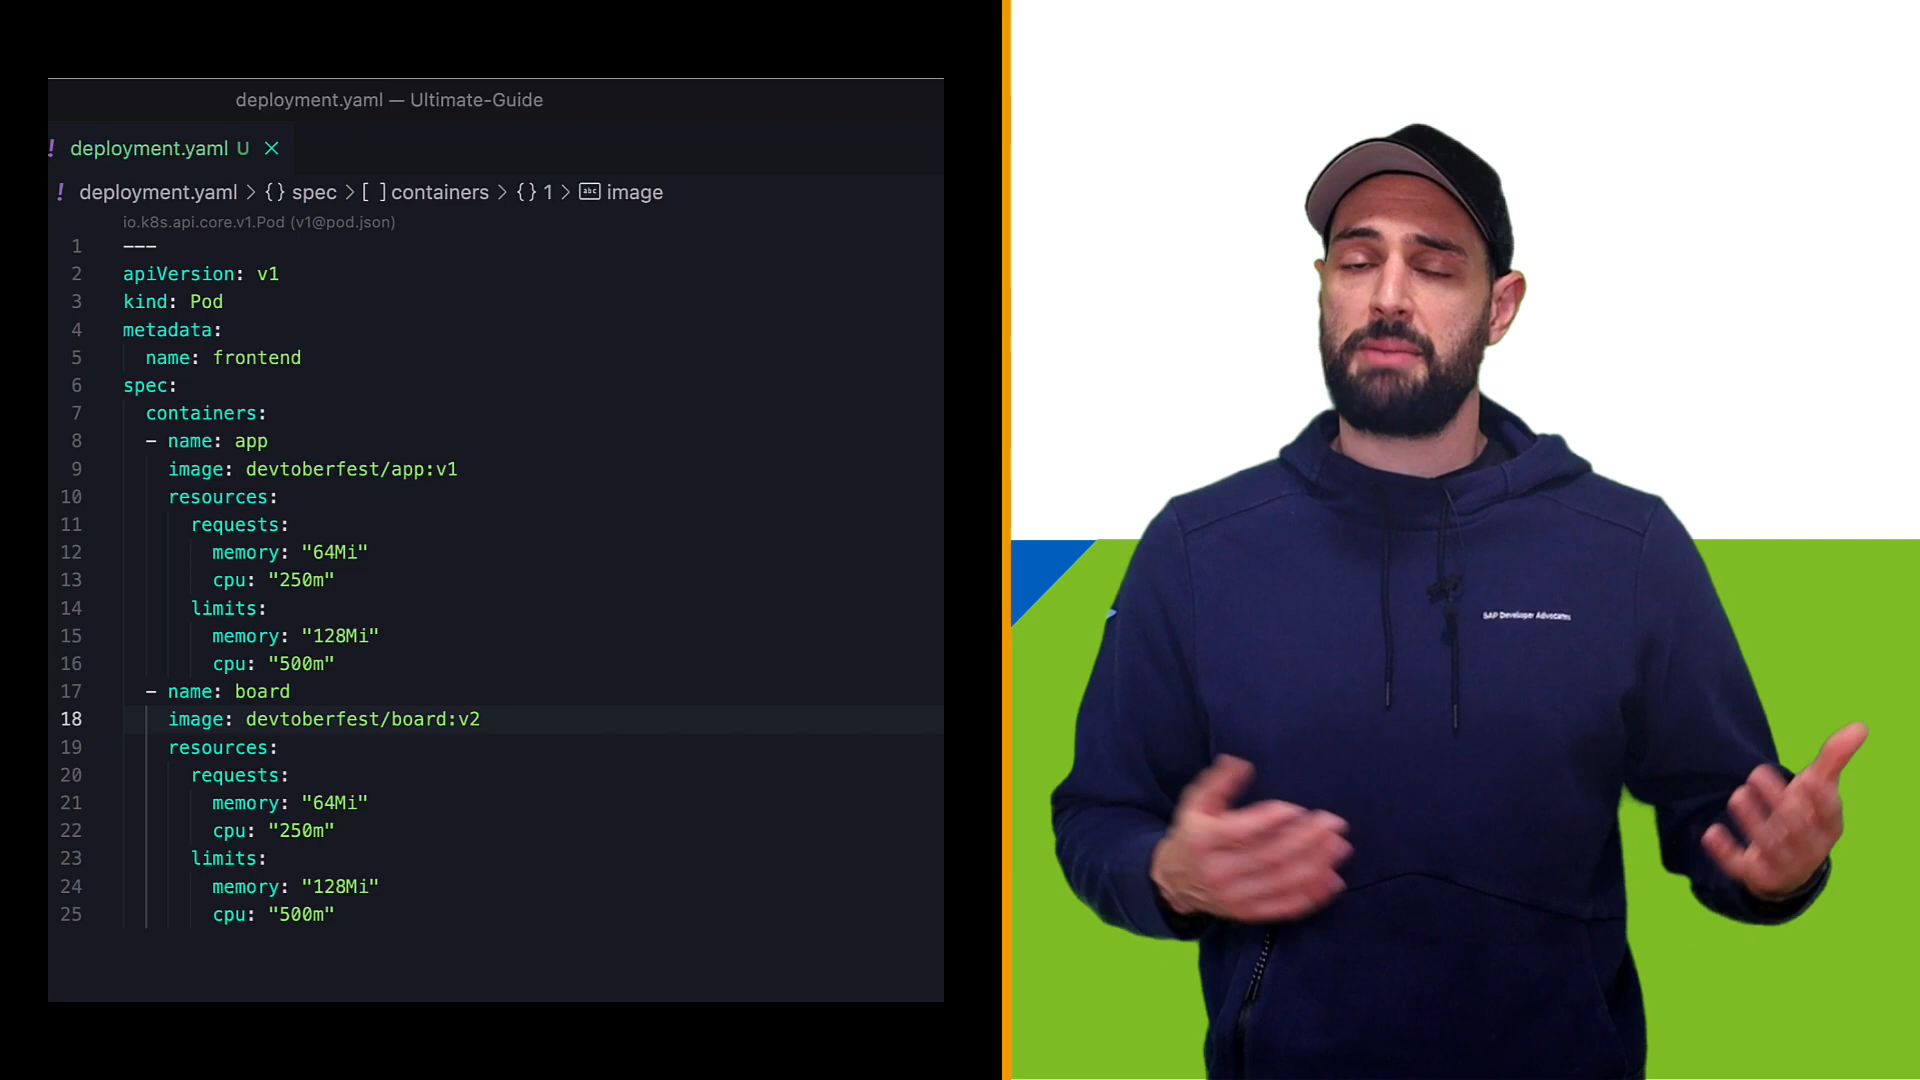 deployment.yaml — Ultimate-Guide
! deployment.yaml U ×
! deployment.yaml > {} spec > [ ] containers > {} 1 > abc image
io.k8s.api.core.v1.Pod (v1@pod.json)
1 ---
2 apiVersion: v1
3 kind: Pod
4 metadata:
5   name: frontend
6 spec:
7   containers:
8   - name: app
9     image: devtoberfest/app:v1
10     resources:
11       requests:
12         memory: "64Mi"
13         cpu: "250m"
14       limits:
15         memory: "128Mi"
16         cpu: "500m"
17   - name: board
18     image: devtoberfest/board:v2
19     resources:
20       requests:
21         memory: "64Mi"
22         cpu: "250m"
23       limits:
24         memory: "128Mi"
25         cpu: "500m"
SAP Developer Advocates